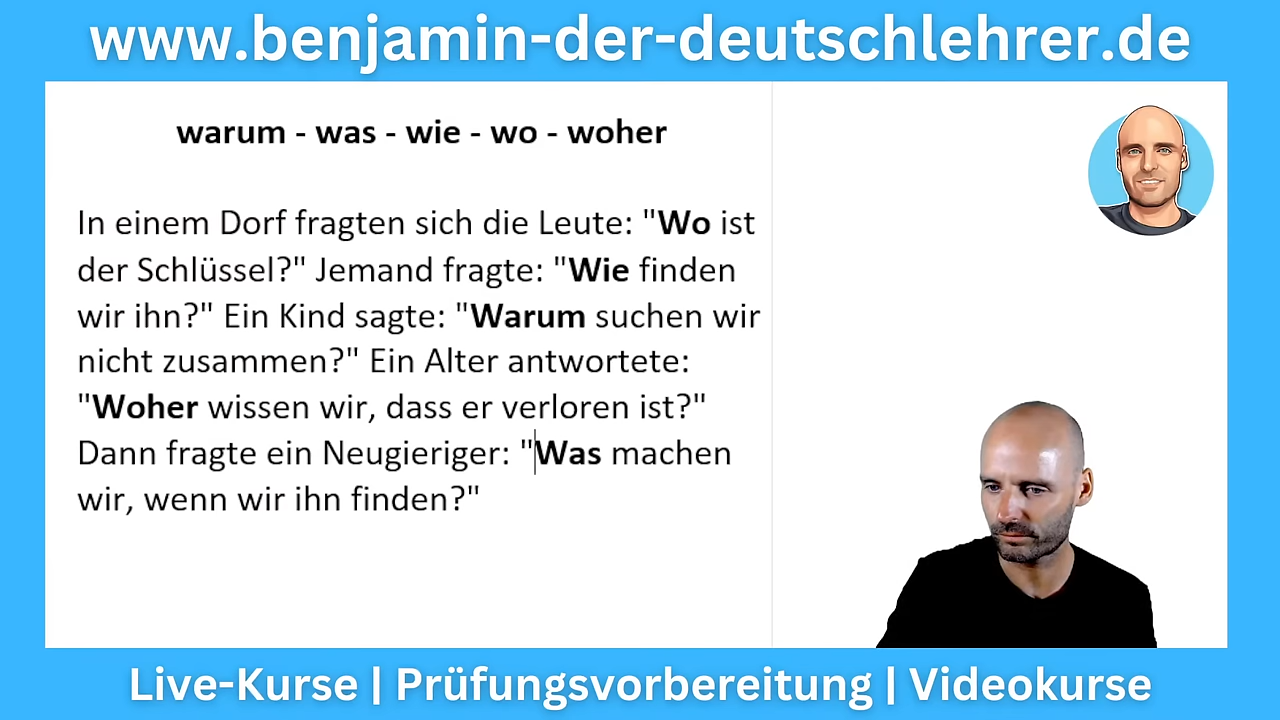 www.benjamin-der-deutschlehrer.de
warum - was - wie - wo - woher
In einem Dorf fragten sich die Leute: "Wo ist
der Schlüssel?" Jemand fragte: "Wie finden
wir ihn?" Ein Kind sagte: "Warum suchen wir
nicht zusammen?" Ein Alter antwortete:
"Woher wissen wir, dass er verloren ist?"
Dann fragte ein Neugieriger: "Was machen
wir, wenn wir ihn finden?"
Live-Kurse | Prüfungsvorbereitung | Videokurse